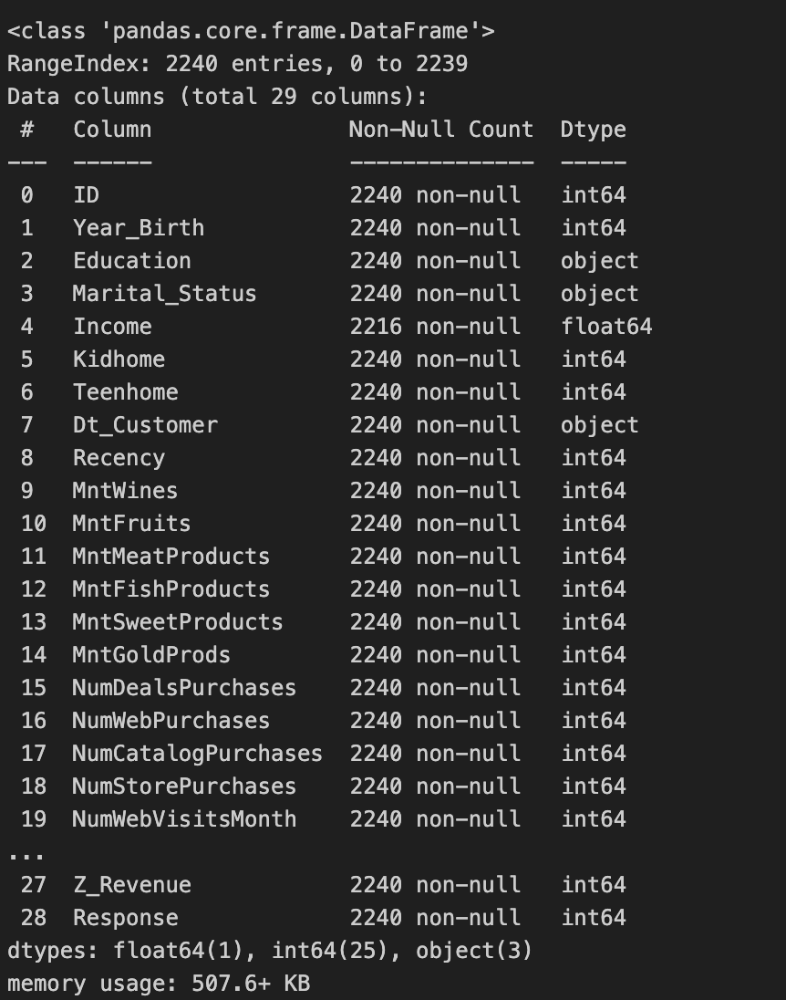 <class 'pandas.core.frame.DataFrame'>
RangeIndex: 2240 entries, 0 to 2239
Data columns (total 29 columns):
 #   Column               Non-Null Count  Dtype
---  ------               --------------  -----
 0   ID                   2240 non-null   int64
 1   Year_Birth           2240 non-null   int64
 2   Education            2240 non-null   object
 3   Marital_Status       2240 non-null   object
 4   Income               2216 non-null   float64
 5   Kidhome              2240 non-null   int64
 6   Teenhome             2240 non-null   int64
 7   Dt_Customer          2240 non-null   object
 8   Recency              2240 non-null   int64
 9   MntWines             2240 non-null   int64
 10  MntFruits            2240 non-null   int64
 11  MntMeatProducts      2240 non-null   int64
 12  MntFishProducts      2240 non-null   int64
 13  MntSweetProducts     2240 non-null   int64
 14  MntGoldProds         2240 non-null   int64
 15  NumDealsPurchases    2240 non-null   int64
 16  NumWebPurchases      2240 non-null   int64
 17  NumCatalogPurchases  2240 non-null   int64
 18  NumStorePurchases    2240 non-null   int64
 19  NumWebVisitsMonth    2240 non-null   int64
...
 27  Z_Revenue            2240 non-null   int64
 28  Response             2240 non-null   int64
dtypes: float64(1), int64(25), object(3)
memory usage: 507.6+ KB